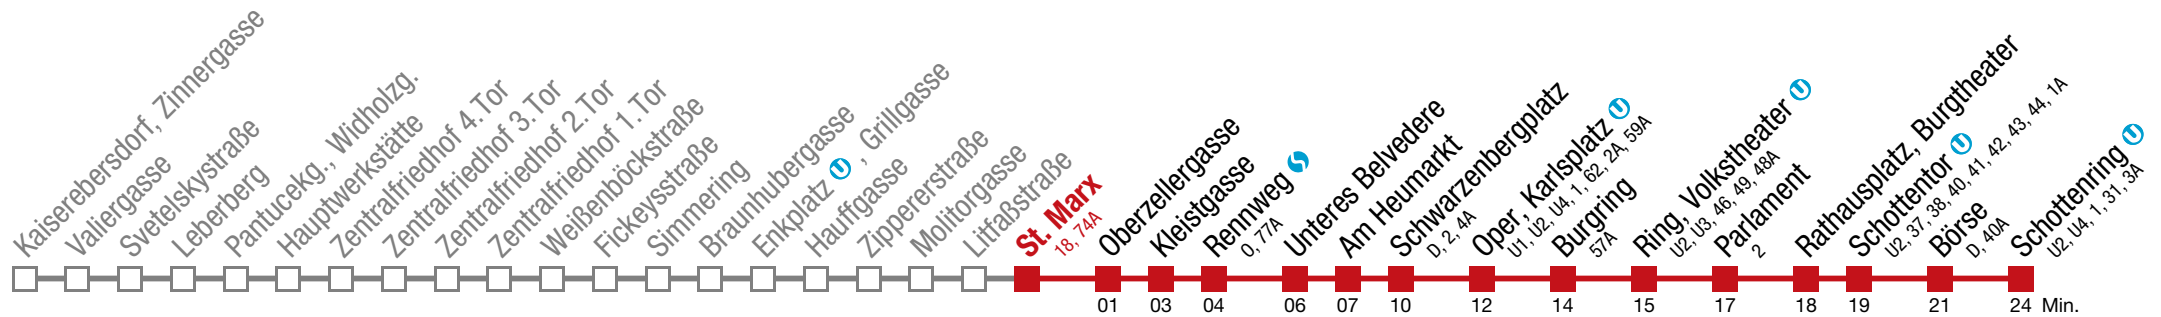 Kaiserebersdorf, Zinnergasse
Valiergasse
Svetelskystraße
Leberberg
Pantucekg., Widholzg.
Hauptwerkstätte
Zentralfriedhof 4.Tor
Zentralfriedhof 3.Tor
Zentralfriedhof 2.Tor
Zentralfriedhof 1.Tor
Weißenböckstraße
Fickeysstraße
Simmering
Braunhubergasse
Enkplatz U , Grillgasse
Hauffgasse
Zippererstraße
Molitorgasse
Litfaßstraße
St. Marx
18, 74A
Oberzellergasse
Kleistgasse
Rennweg S
O, 77A
Unteres Belvedere
Am Heumarkt
Schwarzenbergplatz
D, 2, 4A
Oper, Karlsplatz U
U1, U2, U4, 1, 62, 2A, 59A
Burgring
57A
Ring, Volkstheater U
U2, U3, 46, 49, 48A
Parlament
2
Rathausplatz, Burgtheater
Schottentor U
U2, 37, 38, 40, 41, 42, 43, 44, 1A
Börse
D, 40A
Schottenring U
U2, U4, 1, 31, 3A
01 03 04 06 07 10 12 14 15 17 18 19 21 24 Min.